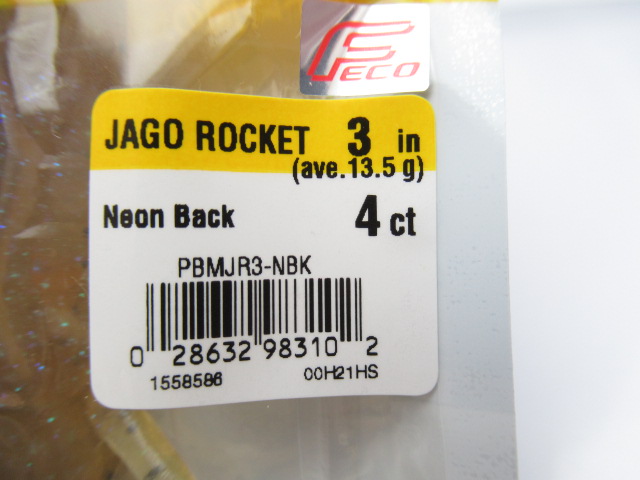 FECO
JAGO ROCKET 3 in
(ave.13.5 g)
Neon Back 4 ct
PBMJR3-NBK
0 28632 98310 2
1558586 00H21HS